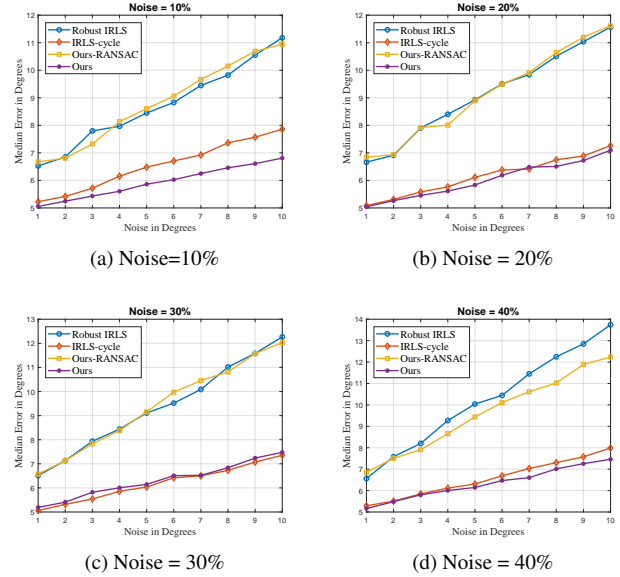 Noise = 10%
12
11
10
9
8
7
6
5
Median Error in Degrees
Robust IRLS
IRLS-cycle
Ours-RANSAC
Ours
1 2 3 4 5 6 7 8 9 10
Noise in Degrees
(a) Noise=10%
Noise = 20%
12
11
10
9
8
7
6
5
Median Error in Degrees
Robust IRLS
IRLS-cycle
Ours-RANSAC
Ours
1 2 3 4 5 6 7 8 9 10
Noise in Degrees
(b) Noise = 20%
Noise = 30%
13
12
11
10
9
8
7
6
5
Median Error in Degrees
Robust IRLS
IRLS-cycle
Ours-RANSAC
Ours
1 2 3 4 5 6 7 8 9 10
Noise in Degrees
(c) Noise = 30%
Noise = 40%
14
13
12
11
10
9
8
7
6
5
Median Error in Degrees
Robust IRLS
IRLS-cycle
Ours-RANSAC
Ours
1 2 3 4 5 6 7 8 9 10
Noise in Degrees
(d) Noise = 40%